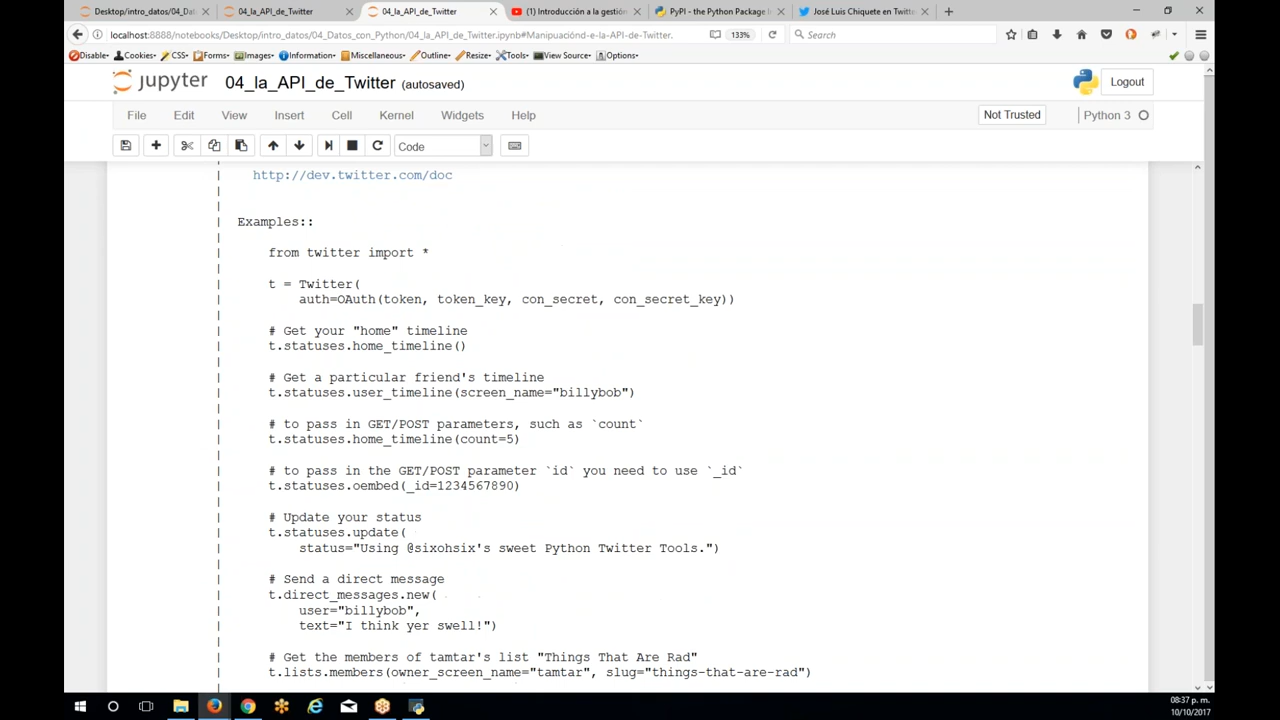 Desktop/intro_datos/04_Da
04_la_API_de_Twitter
04_la_API_de_Twitter
(1) Introducción a la gestión
PyPI - the Python Package In
José Luis Chiquete en Twitter
localhost:8888/notebooks/Desktop/intro_datos/04_Datos_con_Python/04_la_API_de_Twitter.ipynb#Manipuaciónd-e-la-API-de-Twitter.
133%
Search
Disable
Cookies
CSS
Forms
Images
Information
Miscellaneous
Outline
Resize
Tools
View Source
Options
jupyter
04_la_API_de_Twitter (autosaved)
Logout
File
Edit
View
Insert
Cell
Kernel
Widgets
Help
Not Trusted
Python 3
Code
http://dev.twitter.com/doc
Examples::
from twitter import *
t = Twitter(
auth=OAuth(token, token_key, con_secret, con_secret_key))
# Get your "home" timeline
t.statuses.home_timeline()
# Get a particular friend's timeline
t.statuses.user_timeline(screen_name="billybob")
# to pass in GET/POST parameters, such as `count`
t.statuses.home_timeline(count=5)
# to pass in the GET/POST parameter `id` you need to use `_id`
t.statuses.oembed(_id=1234567890)
# Update your status
t.statuses.update(
status="Using @sixohsix's sweet Python Twitter Tools.")
# Send a direct message
t.direct_messages.new(
user="billybob",
text="I think yer swell!")
# Get the members of tamtar's list "Things That Are Rad"
t.lists.members(owner_screen_name="tamtar", slug="things-that-are-rad")
08:37 p. m.
10/10/2017